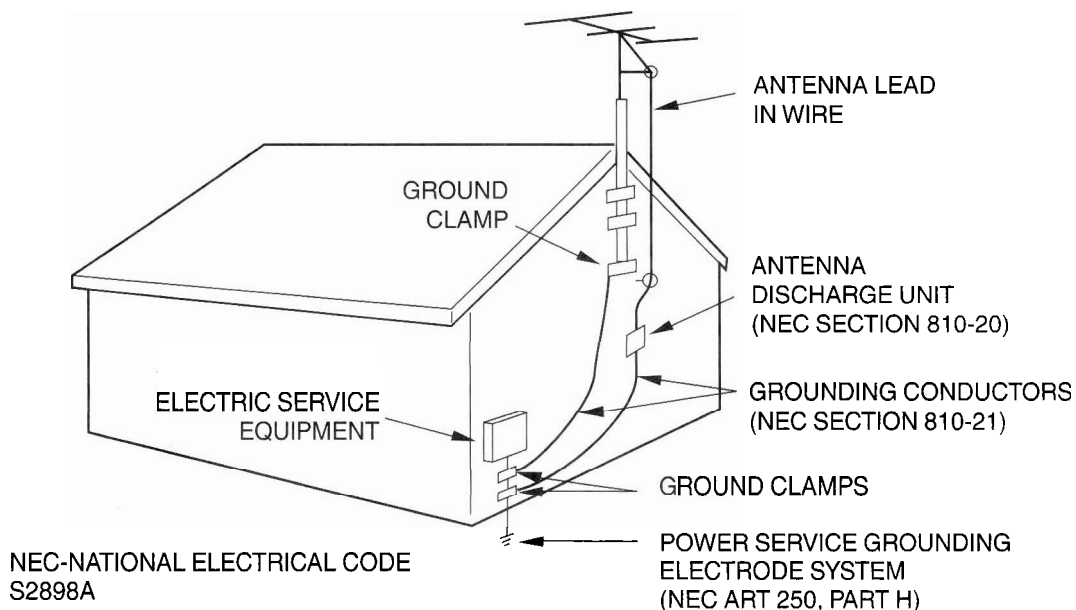 ANTENNA LEAD
IN WIRE
GROUND
CLAMP
ANTENNA
DISCHARGE UNIT
(NEC SECTION 810-20)
ELECTRIC SERVICE
EQUIPMENT
GROUNDING CONDUCTORS
(NEC SECTION 810-21)
GROUND CLAMPS
POWER SERVICE GROUNDING
ELECTRODE SYSTEM
(NEC ART 250, PART H)
NEC-NATIONAL ELECTRICAL CODE
S2898A